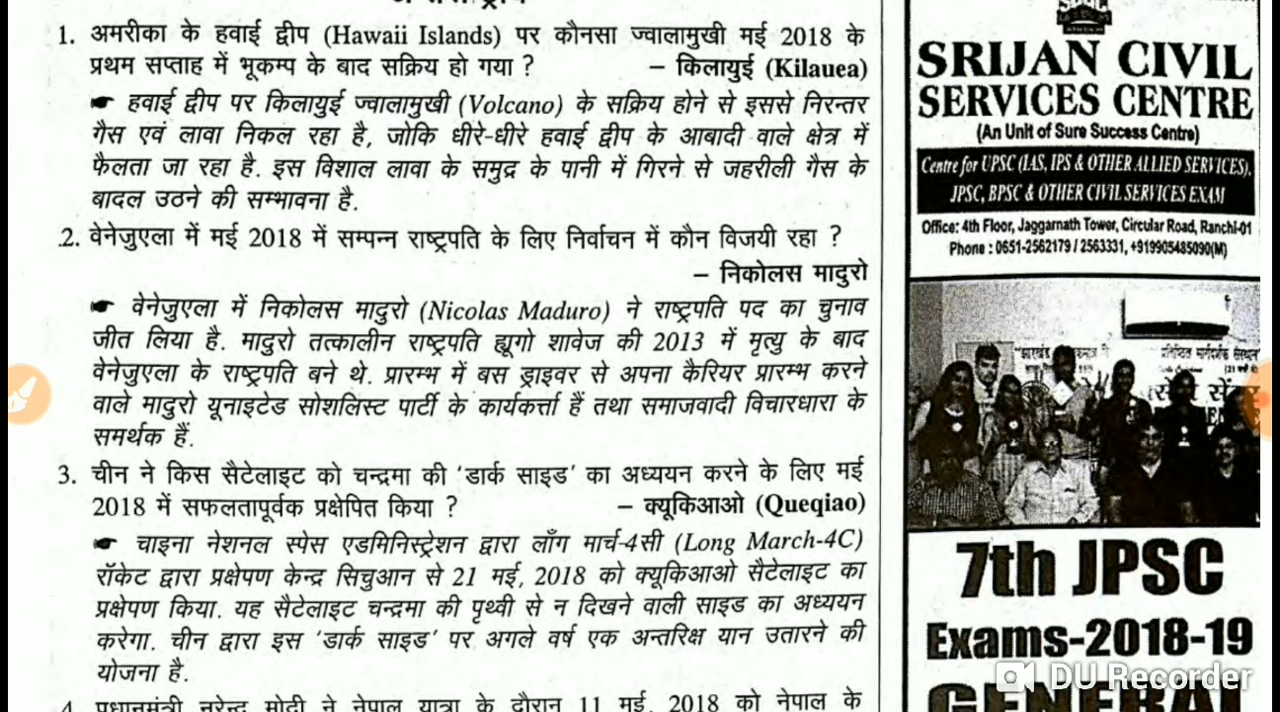 1. अमरीका के हवाई द्वीप (Hawaii Islands) पर कौनसा ज्वालामुखी मई 2018 के
प्रथम सप्ताह में भूकम्प के बाद सक्रिय हो गया ? – किलायुई (Kilauea)
☛ हवाई द्वीप पर किलायुई ज्वालामुखी (Volcano) के सक्रिय होने से इससे निरन्तर
गैस एवं लावा निकल रहा है, जोकि धीरे-धीरे हवाई द्वीप के आबादी वाले क्षेत्र में
फैलता जा रहा है. इस विशाल लावा के समुद्र के पानी में गिरने से जहरीली गैस के
बादल उठने की सम्भावना है.
2. वेनेजुएला में मई 2018 में सम्पन्न राष्ट्रपति के लिए निर्वाचन में कौन विजयी रहा ?
– निकोलस मादुरो
☛ वेनेजुएला में निकोलस मादुरो (Nicolas Maduro) ने राष्ट्रपति पद का चुनाव
जीत लिया है. मादुरो तत्कालीन राष्ट्रपति ह्यूगो शावेज की 2013 में मृत्यु के बाद
वेनेजुएला के राष्ट्रपति बने थे. प्रारम्भ में बस ड्राइवर से अपना कैरियर प्रारम्भ करने
वाले मादुरो यूनाइटेड सोशलिस्ट पार्टी के कार्यकर्त्ता हैं तथा समाजवादी विचारधारा के
समर्थक हैं.
3. चीन ने किस सैटेलाइट को चन्द्रमा की 'डार्क साइड' का अध्ययन करने के लिए मई
2018 में सफलतापूर्वक प्रक्षेपित किया ? – क्यूकिआओ (Queqiao)
☛ चाइना नेशनल स्पेस एडमिनिस्ट्रेशन द्वारा लाँग मार्च-4सी (Long March-4C)
रॉकेट द्वारा प्रक्षेपण केन्द्र सिचुआन से 21 मई, 2018 को क्यूकिआओ सैटेलाइट का
प्रक्षेपण किया. यह सैटेलाइट चन्द्रमा की पृथ्वी से न दिखने वाली साइड का अध्ययन
करेगा. चीन द्वारा इस 'डार्क साइड' पर अगले वर्ष एक अन्तरिक्ष यान उतारने की
योजना है.
4. प्रधानमंत्री नरेन्द्र मोदी ने नेपाल यात्रा के दौरान 11 मई, 2018 को नेपाल के
SRIJAN CIVIL
SERVICES CENTRE
(An Unit of Sure Success Centre)
Centre for UPSC (IAS, IPS & OTHER ALLIED SERVICES),
JPSC, BPSC & OTHER CIVIL SERVICES EXAM
Office: 4th Floor, Jaggarnath Tower, Circular Road, Ranchi-01
Phone : 0651-2562179 / 2563331, +919905485090(M)
7th JPSC
Exams-2018-19
GENERAL
DU Recorder